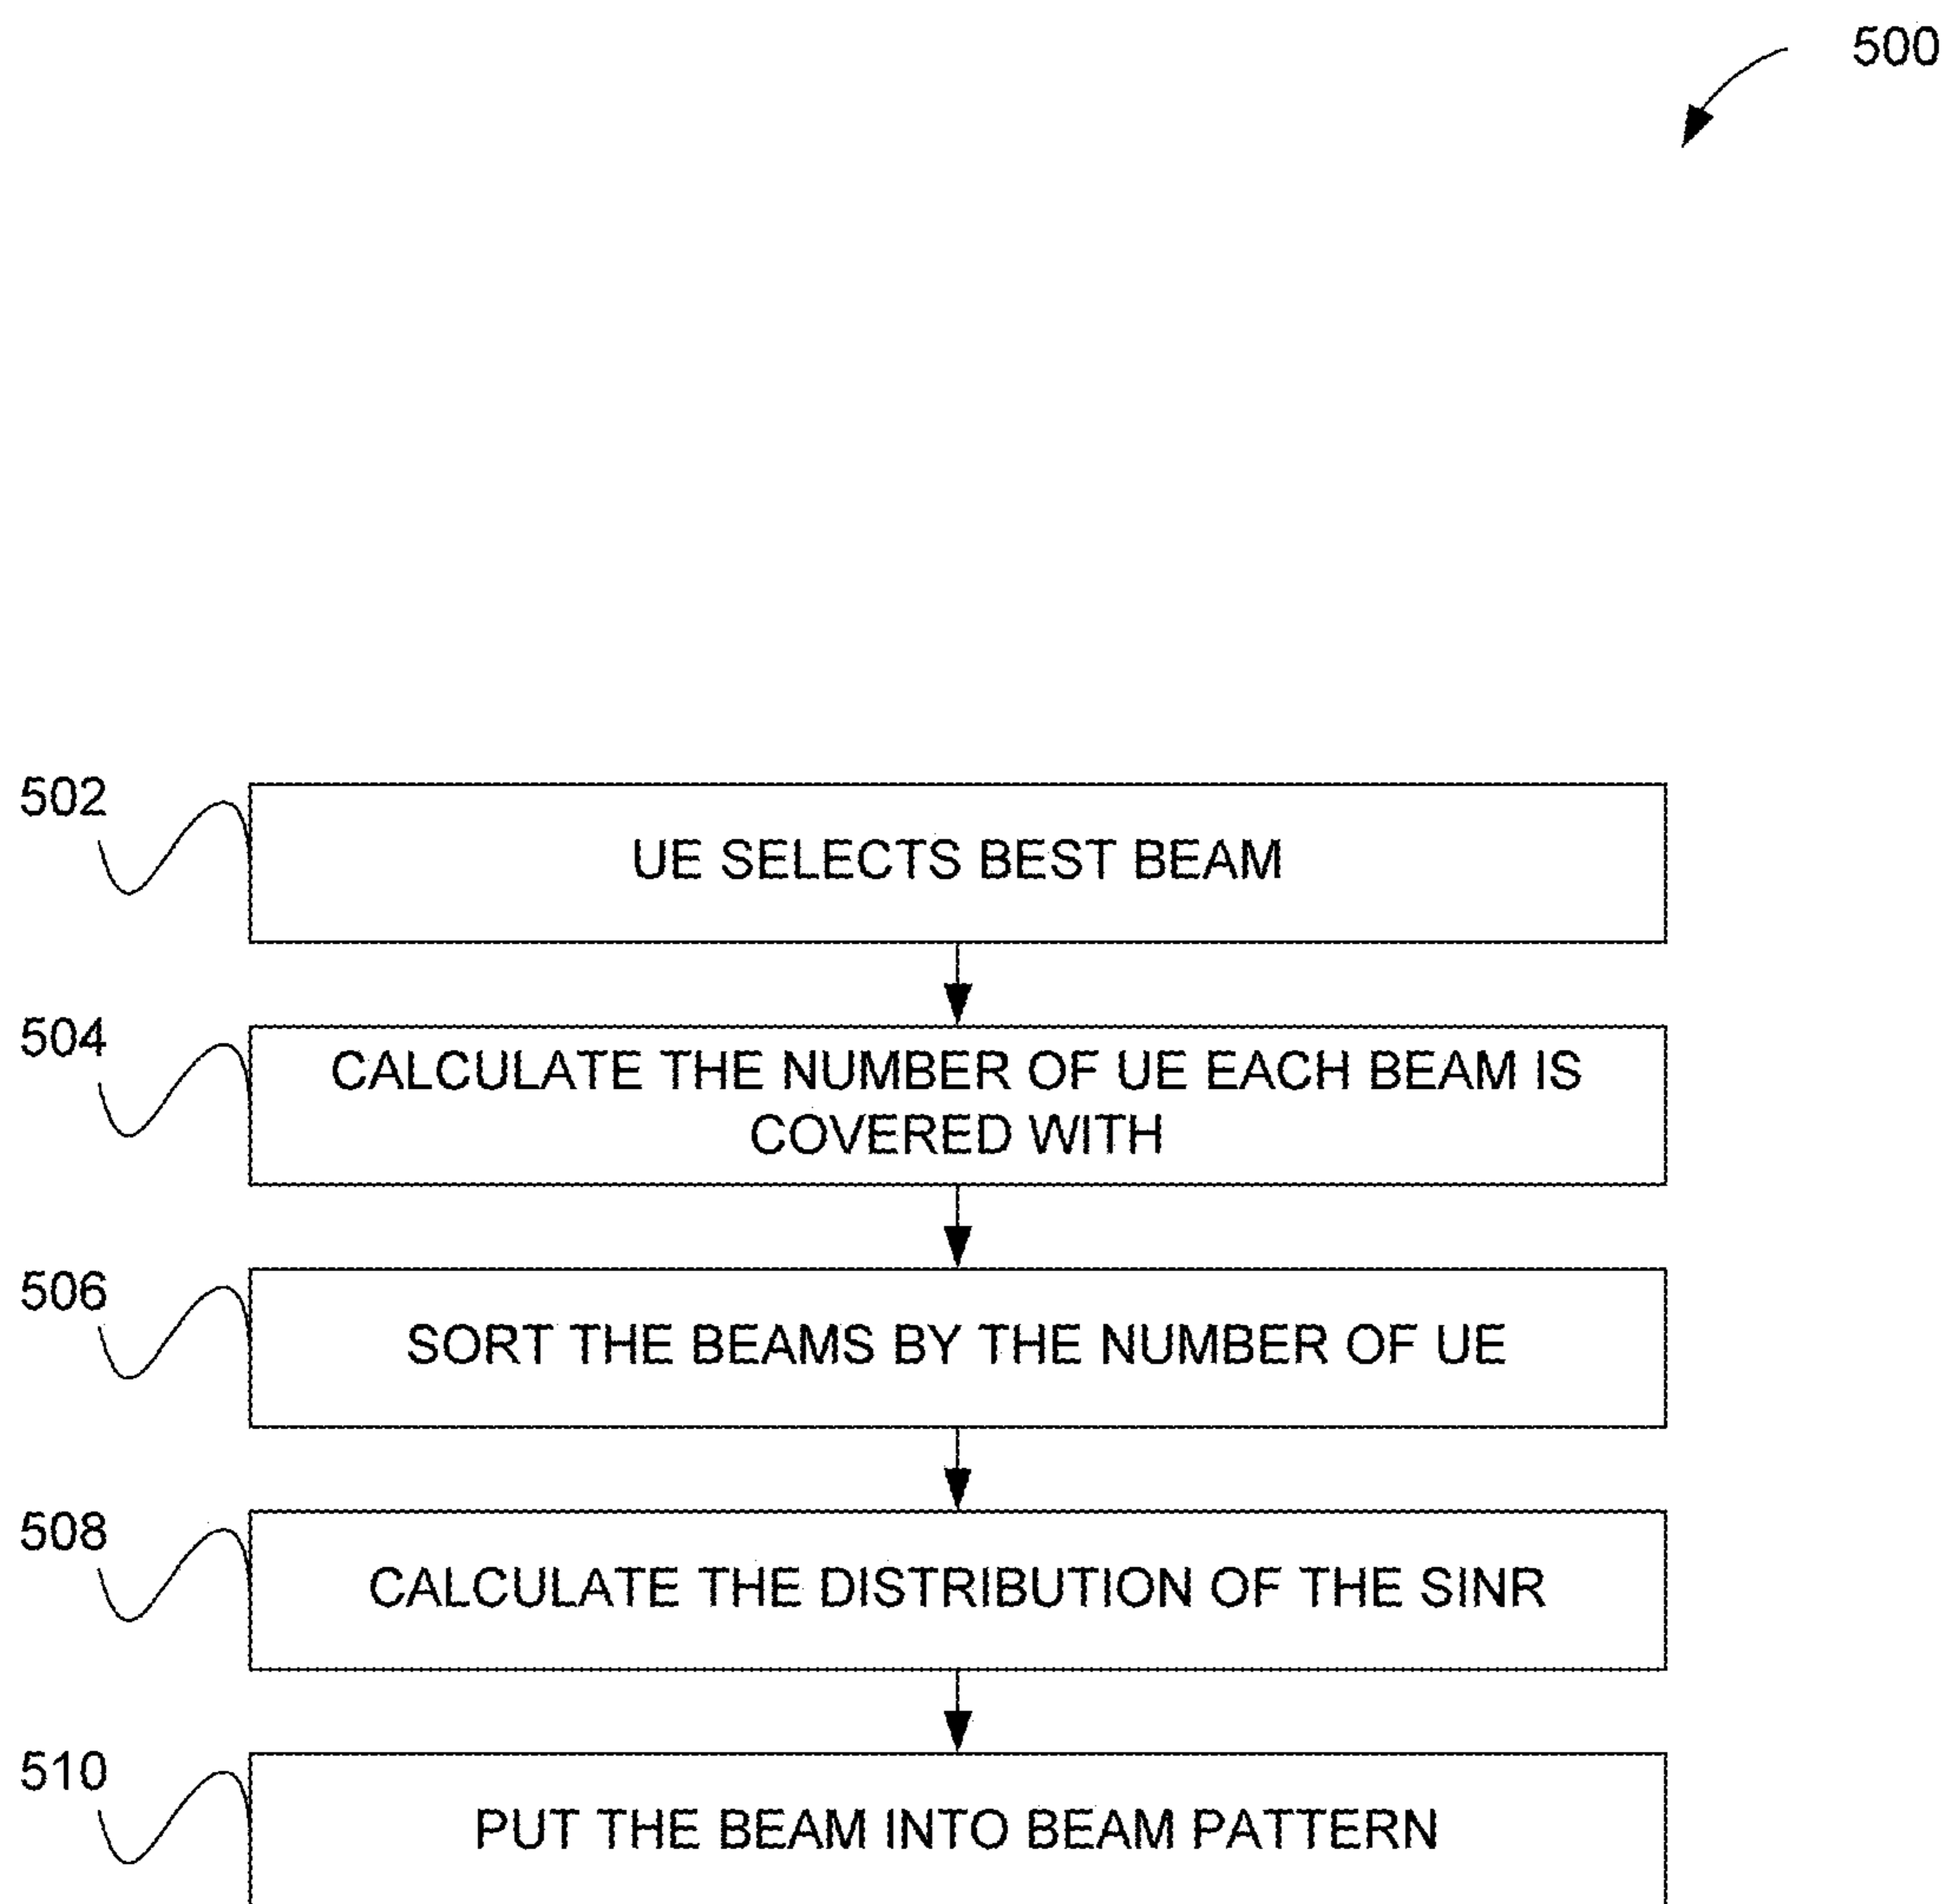 500
502
UE SELECTS BEST BEAM
504
CALCULATE THE NUMBER OF UE EACH BEAM IS
COVERED WITH
506
SORT THE BEAMS BY THE NUMBER OF UE
508
CALCULATE THE DISTRIBUTION OF THE SINR
510
PUT THE BEAM INTO BEAM PATTERN